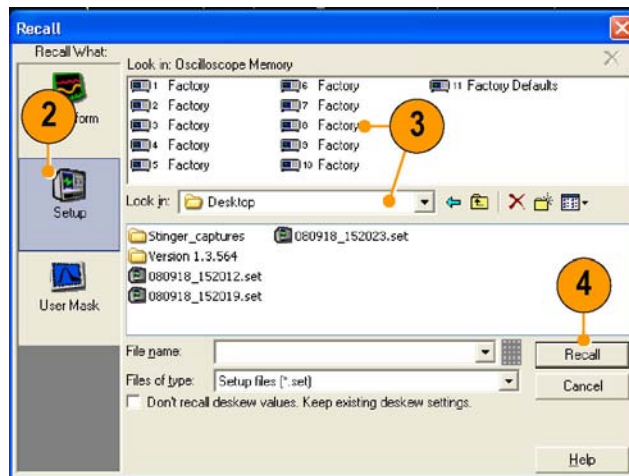 Recall
Recall What:
Look in: Oscilloscope Memory
1 Factory
2 Factory
3 Factory
4 Factory
5 Factory
6 Factory
7 Factory
8 Factory
9 Factory
10 Factory
11 Factory Defaults
2
form
3
Setup
User Mask
Look in: Desktop
Stinger_captures
Version 1.3.564
080918_152012.set
080918_152019.set
080918_152023.set
4
File name:
Recall
Files of type: Setup files (*.set)
Cancel
Don't recall deskew values. Keep existing deskew settings.
Help